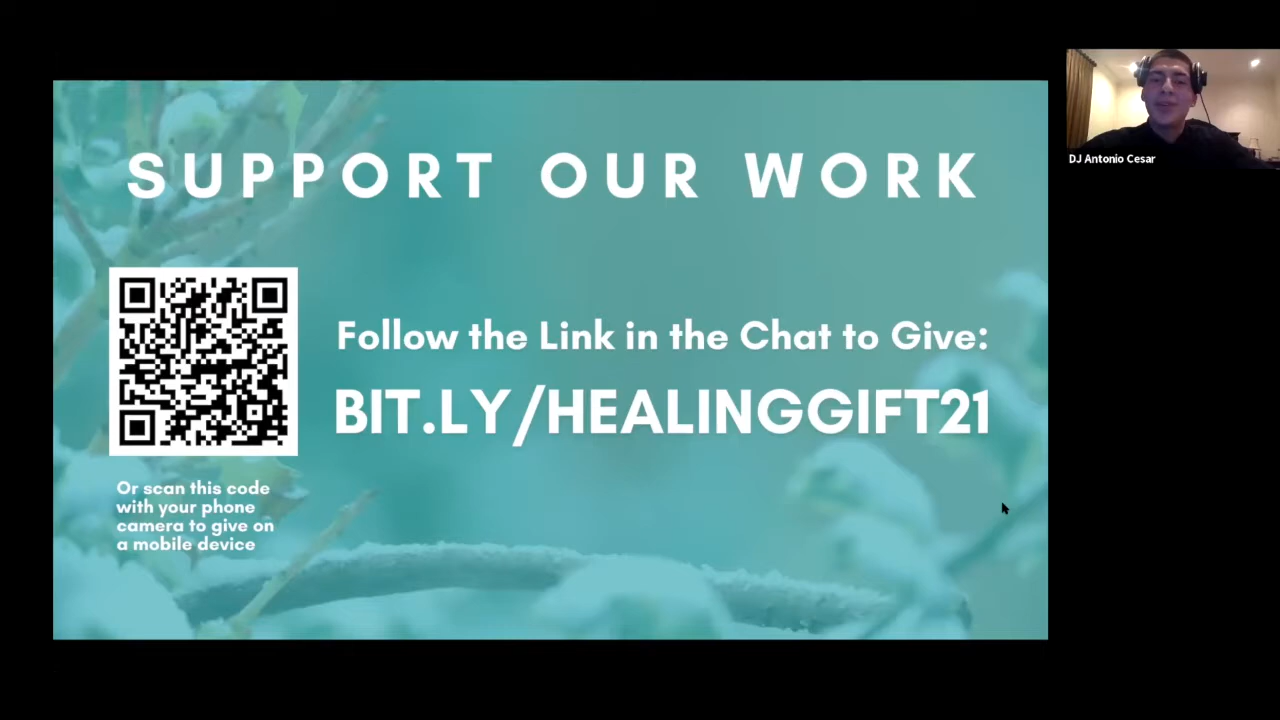 SUPPORT OUR WORK
DJ Antonio Cesar
Follow the Link in the Chat to Give:
BIT.LY/HEALINGGIFT21
Or scan this code
with your phone
camera to give on
a mobile device